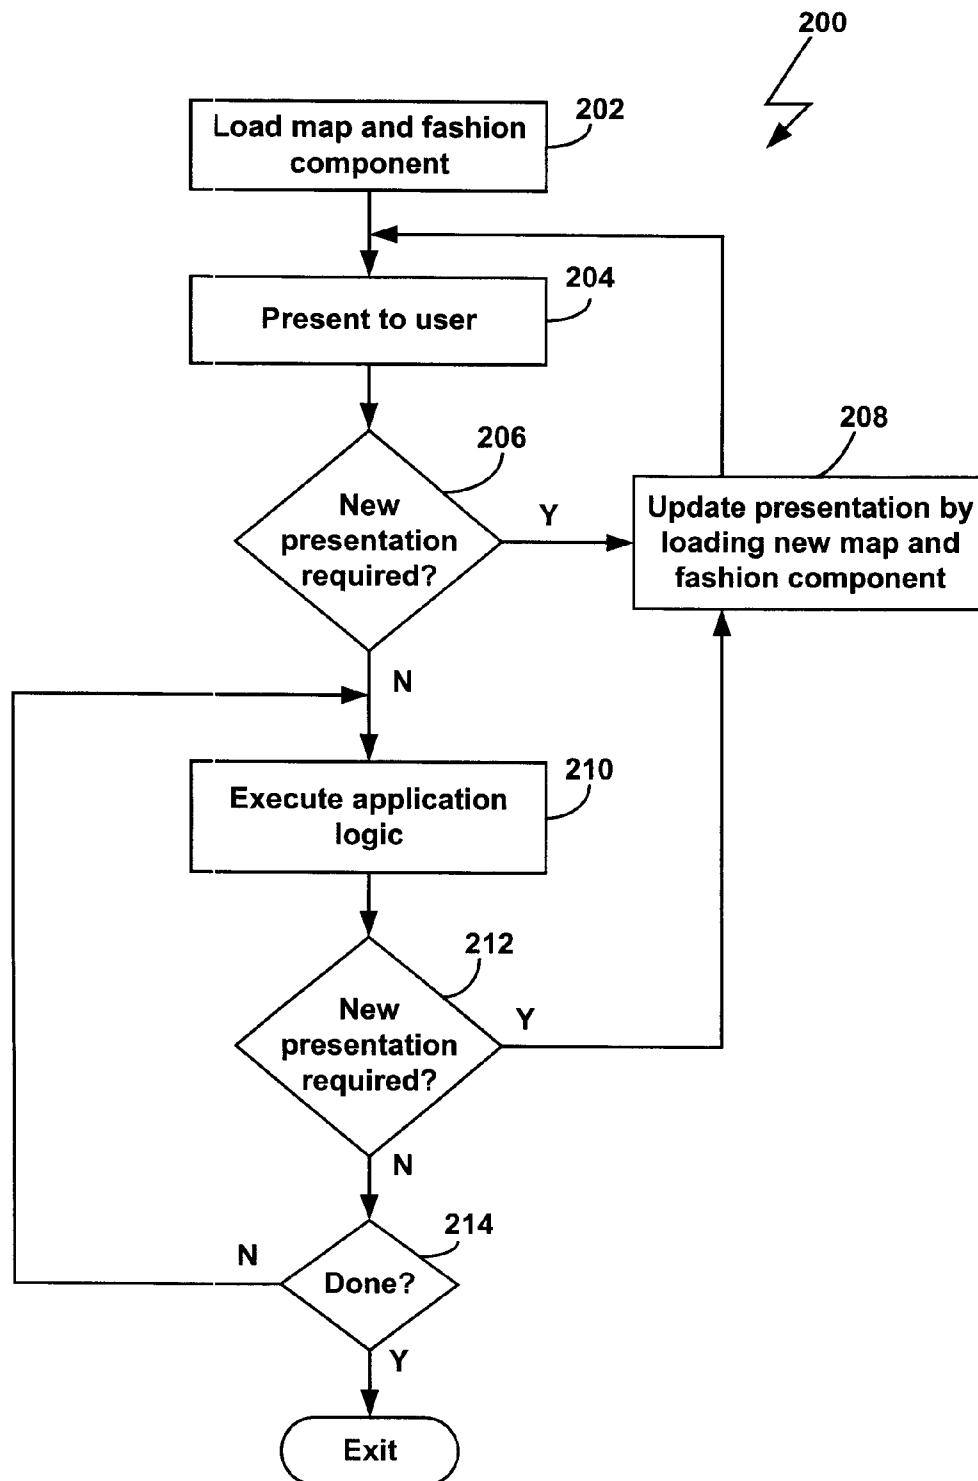 200
Load map and fashion
component
202
Present to user
204
New
presentation
required?
206
Y
N
Update presentation by
loading new map and
fashion component
208
Execute application
logic
210
New
presentation
required?
212
Y
N
Done?
214
N
Y
Exit